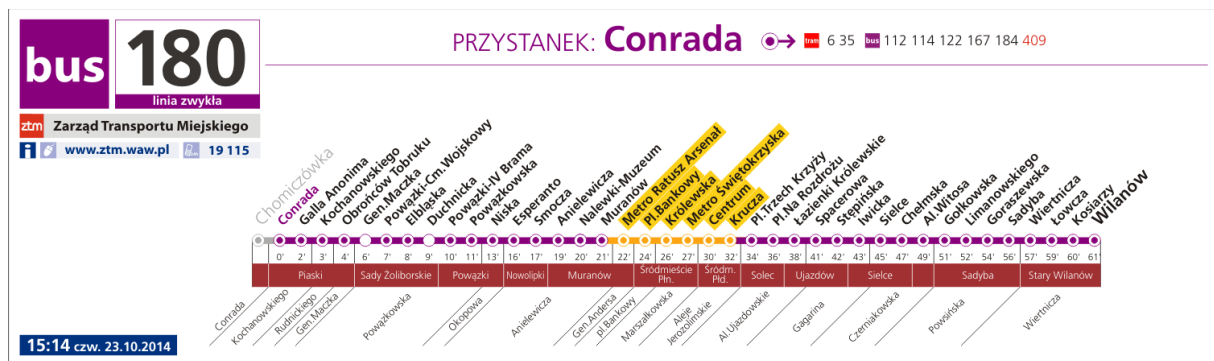 bus
180
linia zwykła
ztm Zarząd Transportu Miejskiego
www.ztm.waw.pl 19 115
PRZYSTANEK: Conrada tram 6 35 bus 112 114 122 167 184 409
Chomiczówka
Conrada
Galla Anonima
Kochanowskiego
Obrońców Tobruku
Gen.Maczka
Powązki-Cm.Wojskowy
Elbląska
Duchnicka
Powązki-IV Brama
Powązkowska
Niska
Esperanto
Smocza
Anielewicza
Nalewki-Muzeum
Muranów
Metro Ratusz Arsenał
Pl.Bankowy
Królewska
Metro Świętokrzyska
Centrum
Krucza
Pl.Trzech Krzyży
Pl.Na Rozdrożu
Łazienki Królewskie
Spacerowa
Stępińska
Iwicka
Sielce
Chełmska
Al.Witosa
Gołkowska
Limanowskiego
Goraszewska
Sadyba
Wiertnicza
Łowcza
Kosiarzy
Wilanów
0' 2' 3' 4' 6' 7' 8' 9' 10' 11' 13' 16' 17' 19' 20' 21' 22' 24' 26' 27' 30' 32' 34' 36' 38' 41' 42' 43' 45' 47' 49' 51' 52' 54' 56' 57' 59' 60' 61'
Piaski Sady Żoliborskie Powązki Nowolipki Muranów Śródmieście Płn. Śródm. Płd. Solec Ujazdów Sielce Sadyba Stary Wilanów
Conrada
Kochanowskiego
Rudnickiego
Gen.Maczka
Powązkowska
Okopowa
Anielewicza
Gen.Andersa
pl.Bankowy
Marszałkowska
Aleje Jerozolimskie
Al.Ujazdowskie
Gagarina
Czerniakowska
Powsińska
Wiertnicza
15:14 czw. 23.10.2014